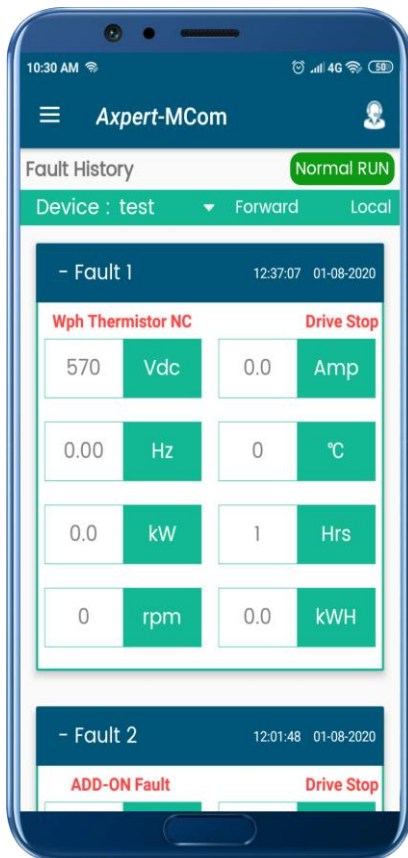 10:30 AM 4G 50
Axpert-MCom
Fault History Normal RUN
Device : test Forward Local
- Fault 1 12:37:07 01-08-2020
Wph Thermistor NC Drive Stop
570 Vdc 0.0 Amp
0.00 Hz 0 °C
0.0 kW 1 Hrs
0 rpm 0.0 kWH
- Fault 2 12:01:48 01-08-2020
ADD-ON Fault Drive Stop